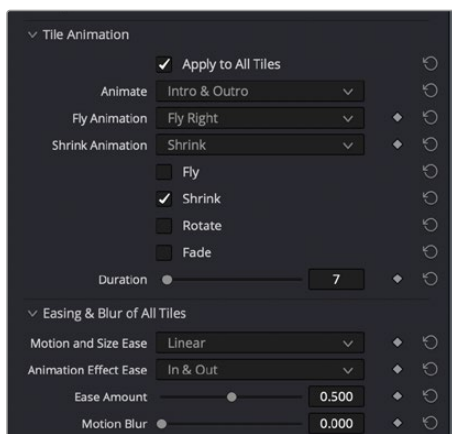 Tile Animation
Apply to All Tiles
Animate Intro & Outro
Fly Animation Fly Right
Shrink Animation Shrink
Fly
Shrink
Rotate
Fade
Duration 7
Easing & Blur of All Tiles
Motion and Size Ease Linear
Animation Effect Ease In & Out
Ease Amount 0.500
Motion Blur 0.000